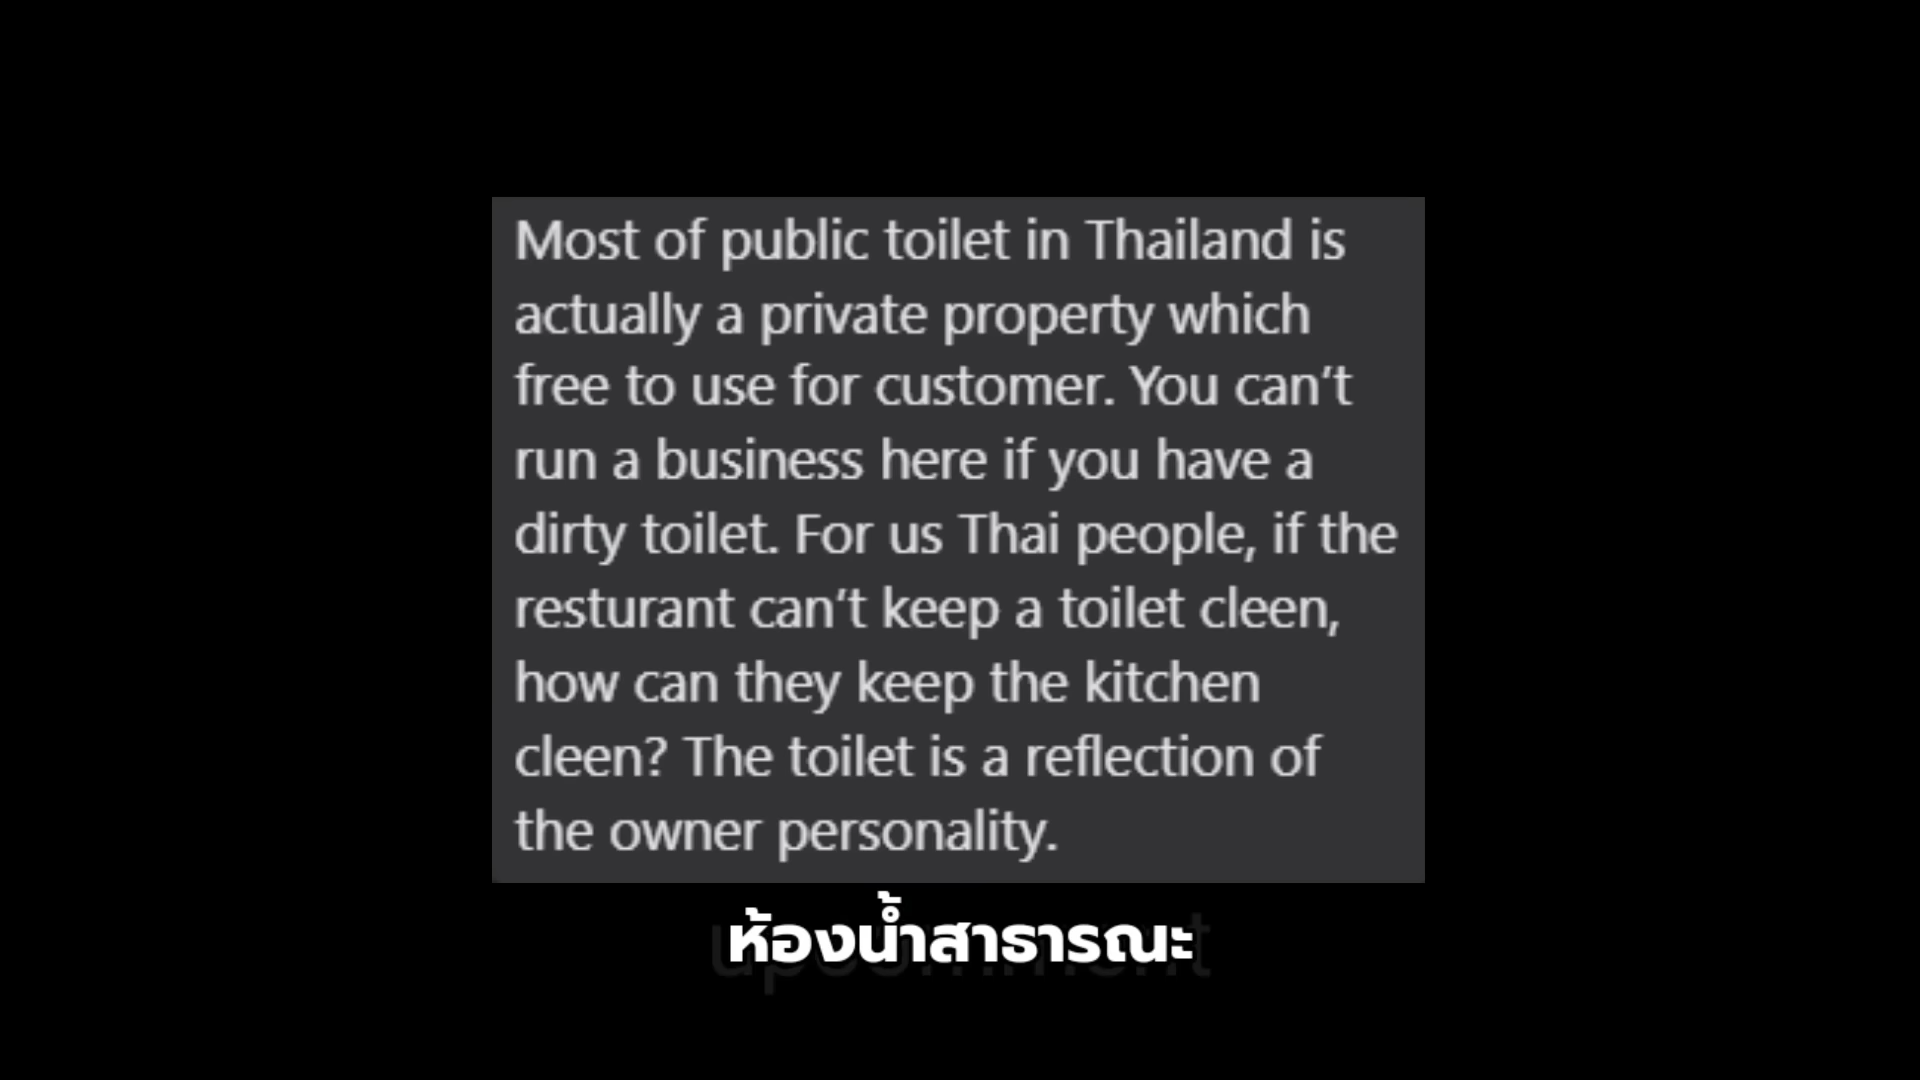 Most of public toilet in Thailand is
actually a private property which
free to use for customer. You can't
run a business here if you have a
dirty toilet. For us Thai people, if the
resturant can't keep a toilet cleen,
how can they keep the kitchen
cleen? The toilet is a reflection of
the owner personality.
ห้องน้ำสาธารณะ